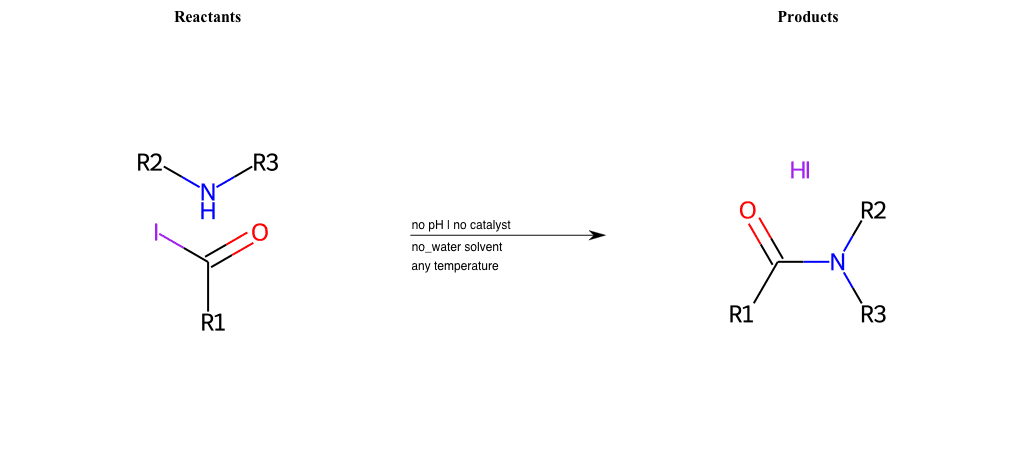 Reactants
Products
R2
R3
N
H
I
O
R1
no pH | no catalyst
no_water solvent
any temperature
HI
O
R2
N
R1
R3